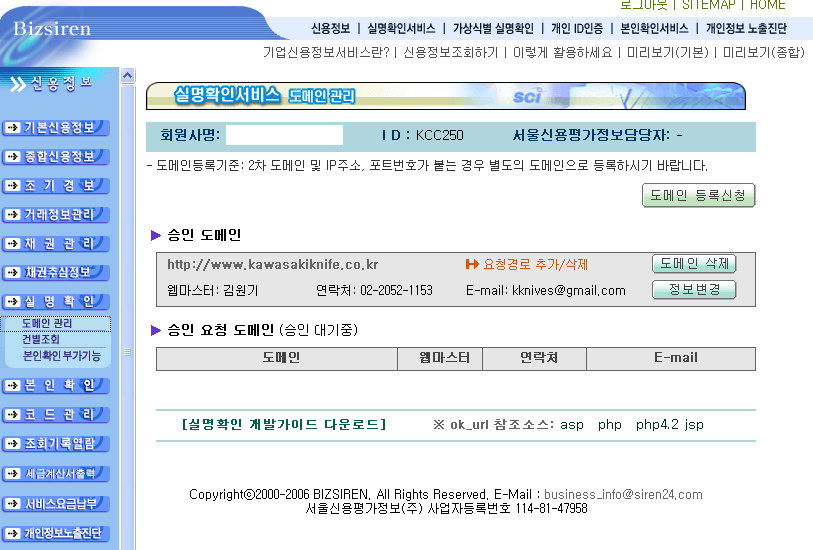 로그아웃 | SITEMAP | HOME
Bizsiren
신용정보 | 실명확인서비스 | 가상식별 실명확인 | 개인 ID인증 | 본인확인서비스 | 개인정보 노출진단
기업신용정보서비스란? | 신용정보조회하기 | 이렇게 활용하세요 | 미리보기(기본) | 미리보기(종합)
신용정보
기본신용정보
종합신용정보
조기경보
거래정보관리
채권관리
채권추심정보
실명확인
도메인 관리
건별조회
본인확인 부가기능
본인확인
코드관리
조회기록열람
세금계산서출력
서비스요금납부
개인정보노출진단
실명확인서비스 도메인 관리
sci
회원사명:
ID : KCC250
서울신용평가정보담당자: -
- 도메인등록기준: 2차 도메인 및 IP주소, 포트번호가 붙는 경우 별도의 도메인으로 등록하시기 바랍니다.
도메인 등록신청
▶ 승인 도메인
http://www.kawasakiknife.co.kr
요청경로 추가/삭제
도메인 삭제
웹마스터: 김원기
연락처: 02-2052-1153
E-mail: kknives@gmail.com
정보변경
▶ 승인 요청 도메인 (승인 대기중)
도메인 웹마스터 연락처 E-mail
[실명확인 개발가이드 다운로드]
※ ok_url 참조소스: asp php php4.2 jsp
Copyrightⓒ2000-2006 BIZSIREN, All Rights Reserved, E-Mail : business_info@siren24.com
서울신용평가정보(주) 사업자등록번호 114-81-47958